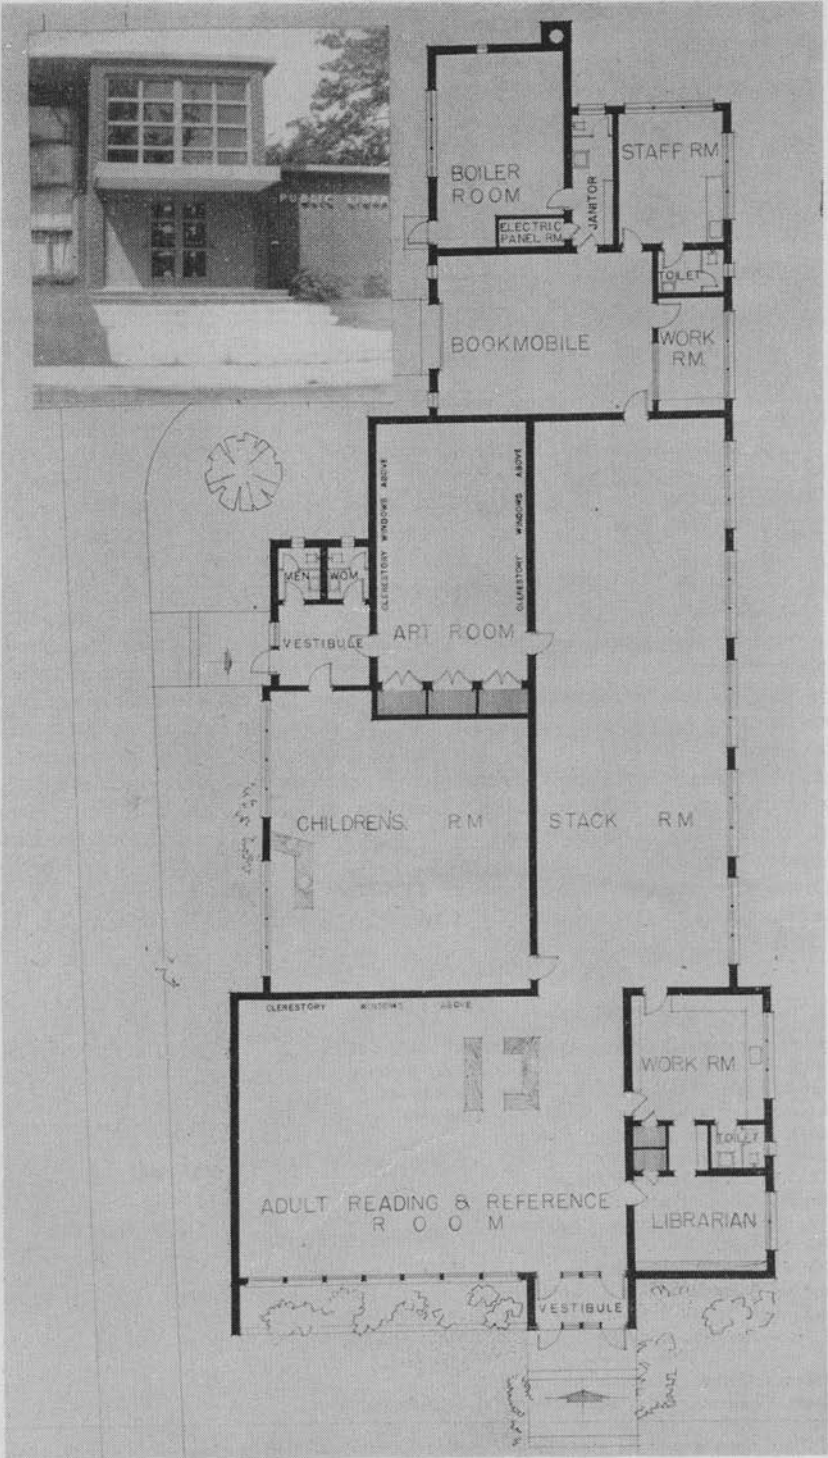 PUBLIC LIBRA
BOILER
ROOM
ELECTRIC
PANEL RM.
JANITOR
STAFF RM
TOILET
BOOKMOBILE
WORK
RM.
CLERESTORY WINDOWS ABOVE
CLERESTORY WINDOWS ABOVE
MEN
WOM.
VESTIBULE
ART ROOM
CHILDREN'S RM
STACK RM
CLERESTORY WINDOWS ABOVE
WORK RM.
TOILET
ADULT READING & REFERENCE
ROOM
LIBRARIAN
VESTIBULE